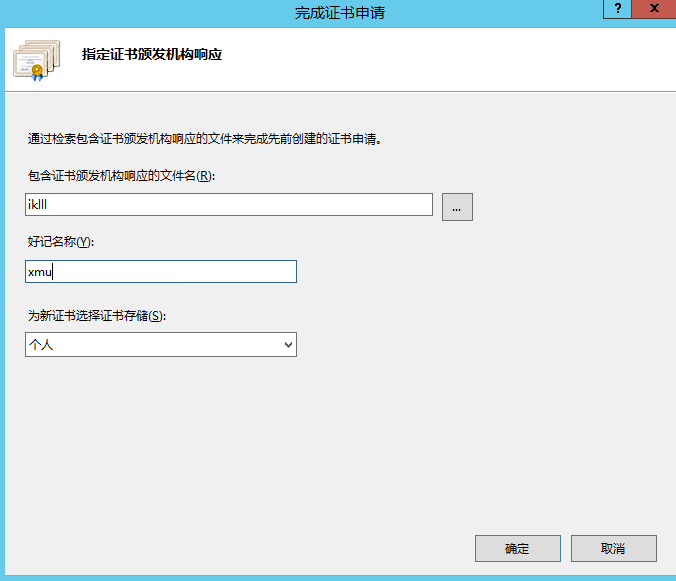 完成证书申请
?
x
指定证书颁发机构响应
通过检索包含证书颁发机构响应的文件来完成先前创建的证书申请。
包含证书颁发机构响应的文件名(R):
iklll
...
好记名称(Y):
xmu
为新证书选择证书存储(S):
个人
确定
取消